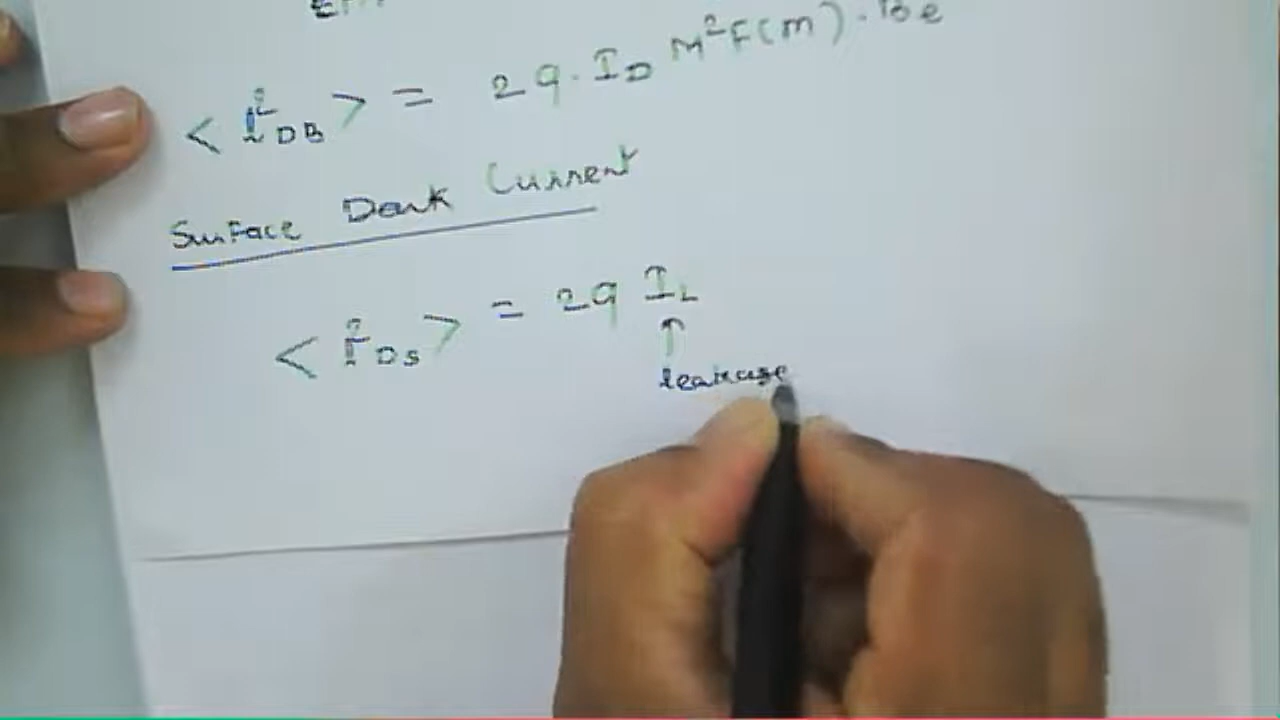 < i²DB > = 2q. ID M²F(m). Be
Surface Dark Current
< i²DS > = 2q IL
↑
leakage